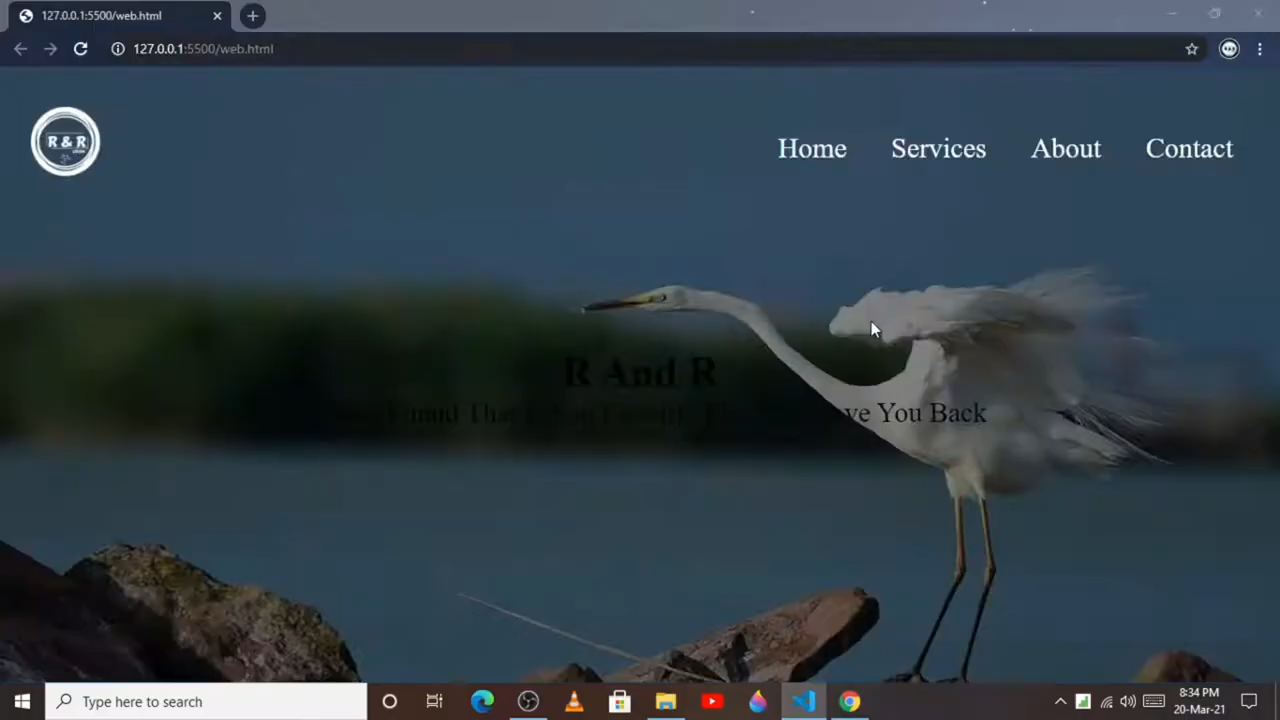 127.0.0.1:5500/web.html
127.0.0.1:5500/web.html
R & R
Home Services About Contact
R And R
You Back
Type here to search
8:34 PM
20-Mar-21